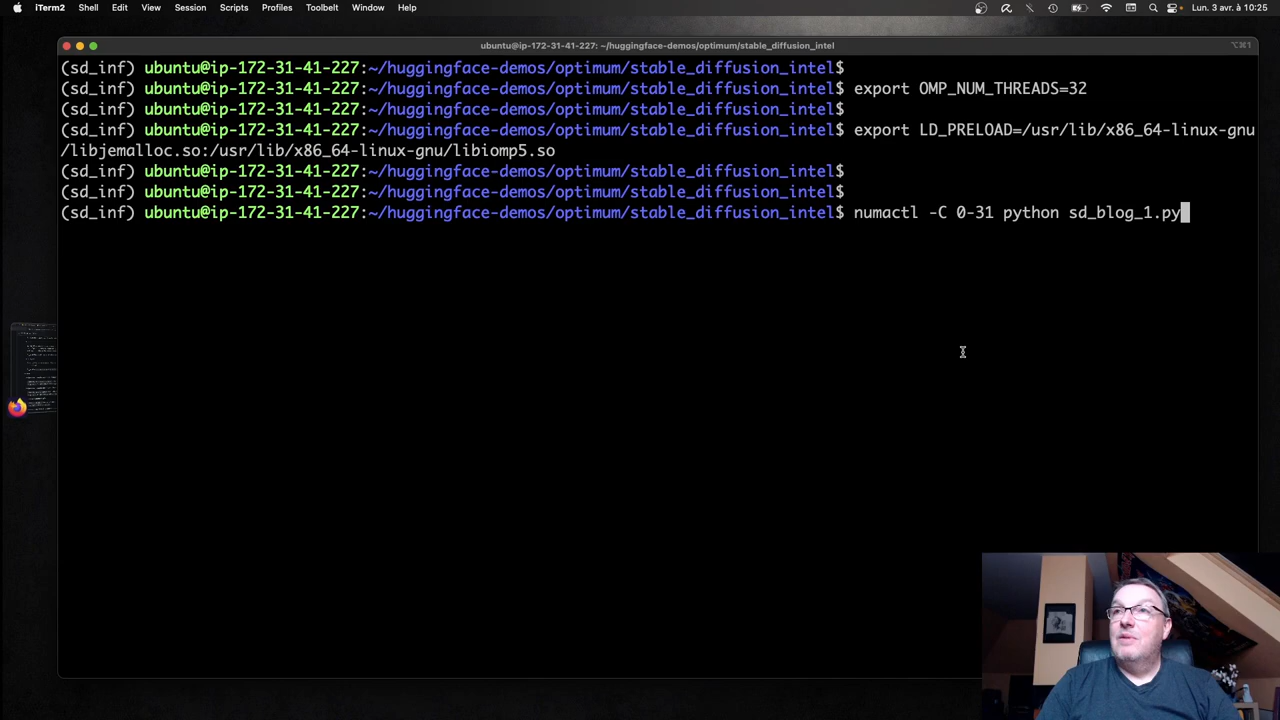 iTerm2 Shell Edit View Session Scripts Profiles Toolbelt Window Help Lun. 3 avr. à 10:25
ubuntu@ip-172-31-41-227: ~/huggingface-demos/optimum/stable_diffusion_intel ⌥⌘1
(sd_inf) ubuntu@ip-172-31-41-227:~/huggingface-demos/optimum/stable_diffusion_intel$
(sd_inf) ubuntu@ip-172-31-41-227:~/huggingface-demos/optimum/stable_diffusion_intel$ export OMP_NUM_THREADS=32
(sd_inf) ubuntu@ip-172-31-41-227:~/huggingface-demos/optimum/stable_diffusion_intel$
(sd_inf) ubuntu@ip-172-31-41-227:~/huggingface-demos/optimum/stable_diffusion_intel$ export LD_PRELOAD=/usr/lib/x86_64-linux-gnu
/libjemalloc.so:/usr/lib/x86_64-linux-gnu/libiomp5.so
(sd_inf) ubuntu@ip-172-31-41-227:~/huggingface-demos/optimum/stable_diffusion_intel$
(sd_inf) ubuntu@ip-172-31-41-227:~/huggingface-demos/optimum/stable_diffusion_intel$
(sd_inf) ubuntu@ip-172-31-41-227:~/huggingface-demos/optimum/stable_diffusion_intel$ numactl -C 0-31 python sd_blog_1.py